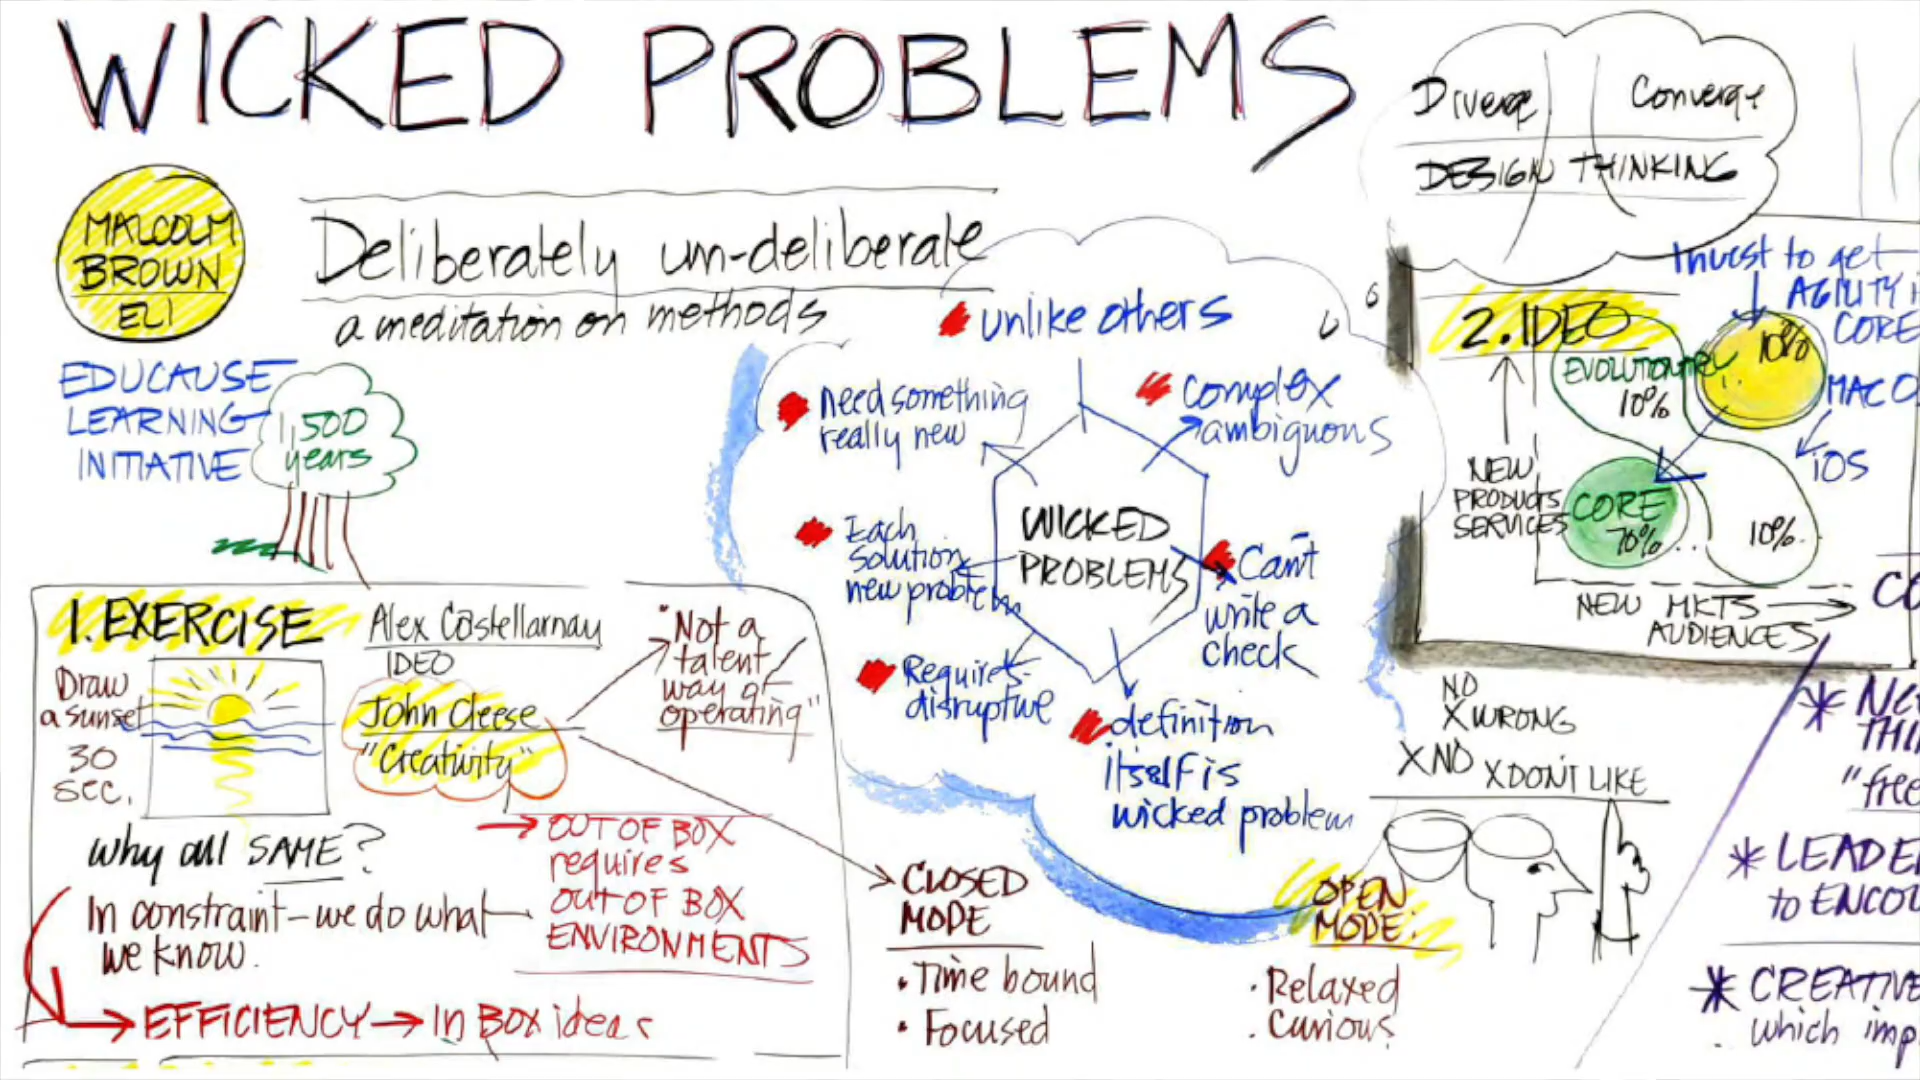 WICKED PROBLEMS
Diverge Converge
DESIGN THINKING
MALCOLM
BROWN
ELI
Deliberately un-deliberate
a meditation on methods
EDUCAUSE
LEARNING
INITIATIVE
1,500
years
unlike others
need something
really new
complex
ambiguous
WICKED
PROBLEMS
Each
solution
new problem
Can't
write a
check
Requires
disruptive
definition
itself is
wicked problem
Invest to get
AGILITY
CORE
2. IDEO
10%
EVOLUTIONARY
10%
MAC O
iOS
NEW
PRODUCTS
SERVICES
CORE
70%
10%
NEW MKTS
AUDIENCES
1. EXERCISE
Draw
a sunset
30
sec.
Alex Castellarnau
IDEO
John Cleese
"Creativity"
"Not a
talent/
way of
operating"
Why all SAME?
In constraint-we do what
we know.
OUT OF BOX
requires
OUT OF BOX
ENVIRONMENTS
EFFICIENCY → In Box ideas
CLOSED
MODE
• Time bound
• Focused
OPEN
MODE:
• Relaxed
• Curious
NO
X WRONG
X NO X DON'T LIKE
"free
* LEADE
to ENCOU
* CREATIVE
which imp